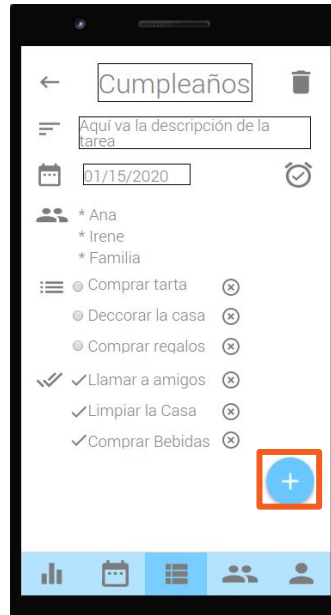 Cumpleaños
Aquí va la descripción de la
tarea
01/15/2020
* Ana
* Irene
* Familia
Comprar tarta
Deccorar la casa
Comprar regalos
Llamar a amigos
Limpiar la Casa
Comprar Bebidas